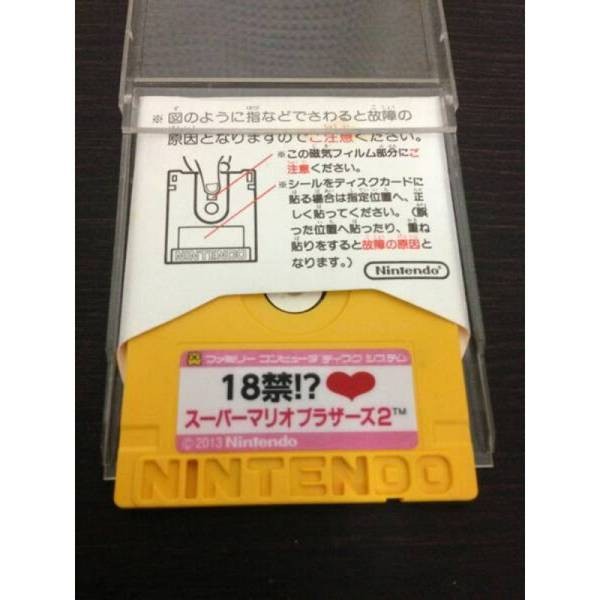 ※図のように指などでさわると故障の
原因となりますのでご注意ください。
※この磁気フィルム部分にご
注意ください。
※シールをディスクカードに
貼る場合は指定位置へ、正
しく貼ってください。(誤
った位置へ貼ったり、重ね
貼りをすると故障の原因と
なります。)
NINTENDO
Nintendo®
ファミリー コンピュータ ディスク システム
18禁!?
スーパーマリオブラザーズ2™
©2013 Nintendo
NINTENDO